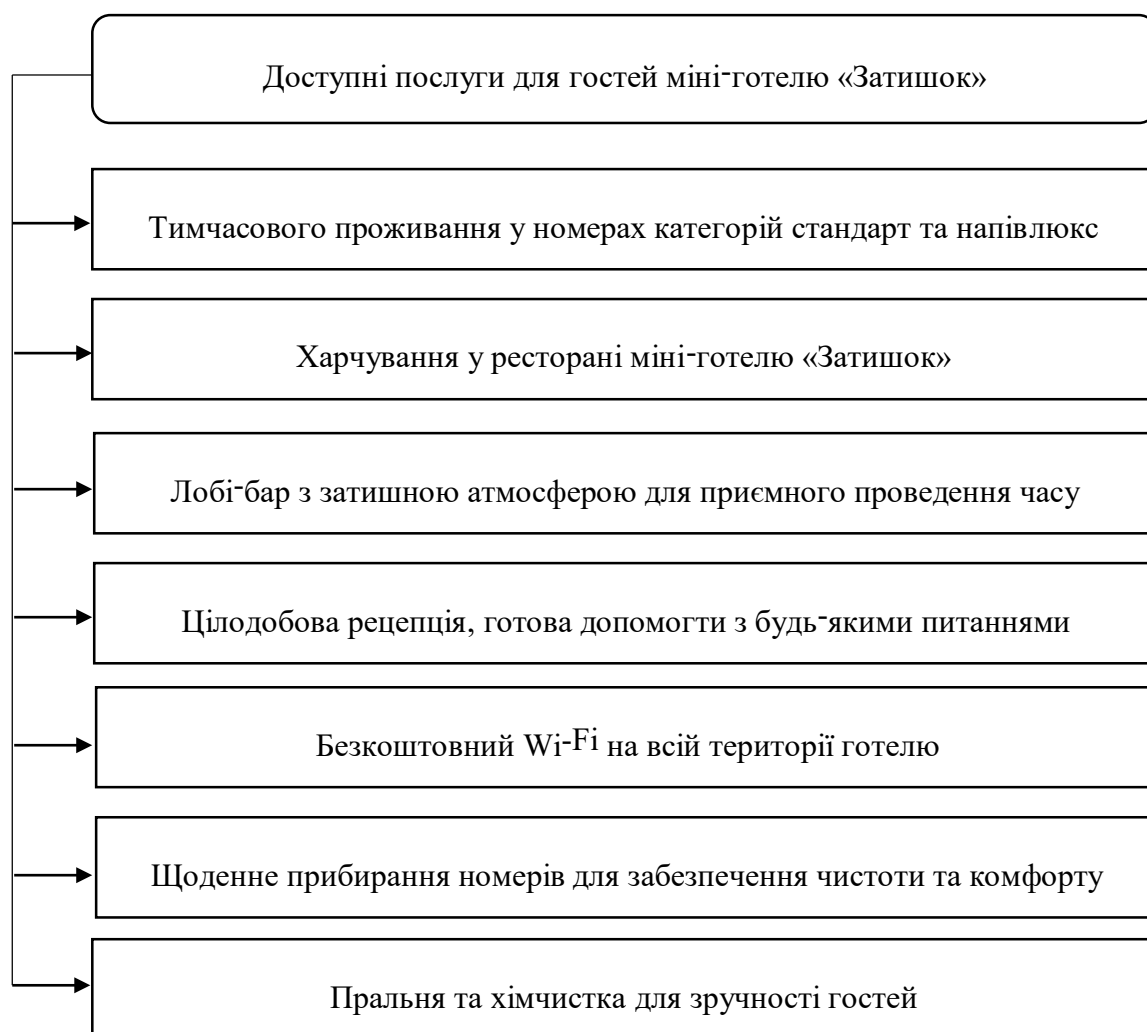 Доступні послуги для гостей міні-готелю «Затишок»
Тимчасового проживання у номерах категорій стандарт та напівлюкс
Харчування у ресторані міні-готелю «Затишок»
Лобі-бар з затишною атмосферою для приємного проведення часу
Цілодобова рецепція, готова допомогти з будь-якими питаннями
Безкоштовний Wi-Fi на всій території готелю
Щоденне прибирання номерів для забезпечення чистоти та комфорту
Пральня та хімчистка для зручності гостей